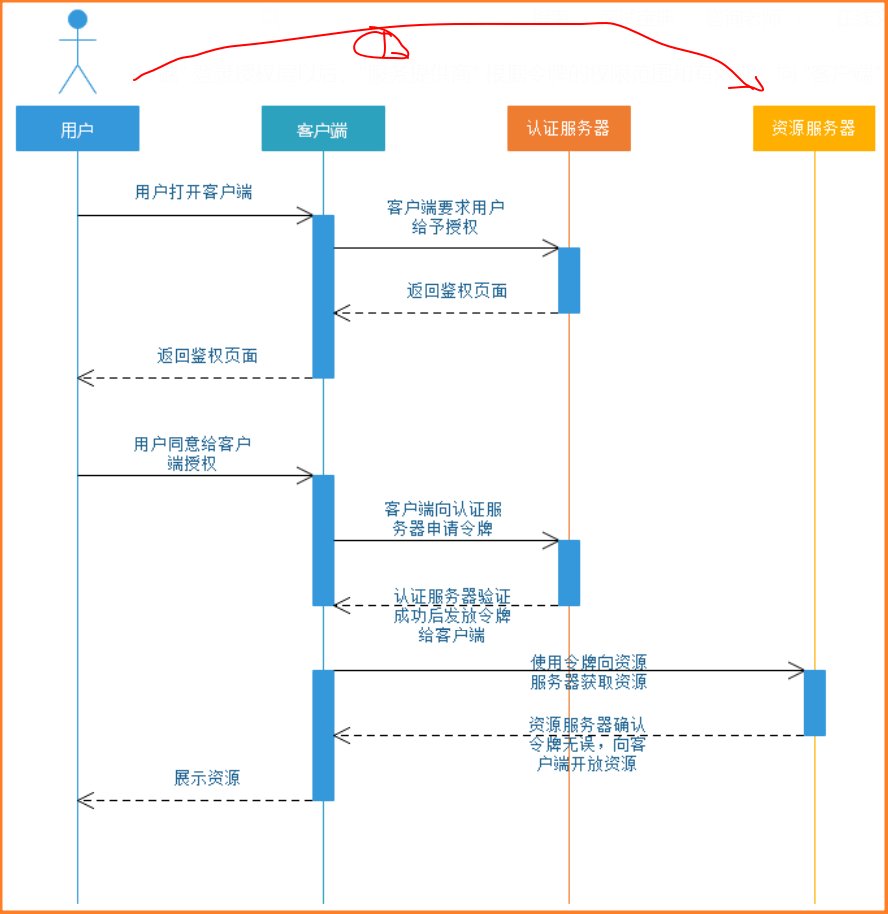 用户
客户端
认证服务器
资源服务器
用户打开客户端
客户端要求用户
给予授权
返回鉴权页面
返回鉴权页面
用户同意给客户
端授权
客户端向认证服
务器申请令牌
认证服务器验证
成功后发放令牌
给客户端
使用令牌向资源
服务器获取资源
资源服务器确认
令牌无误，向客
户端开放资源
展示资源